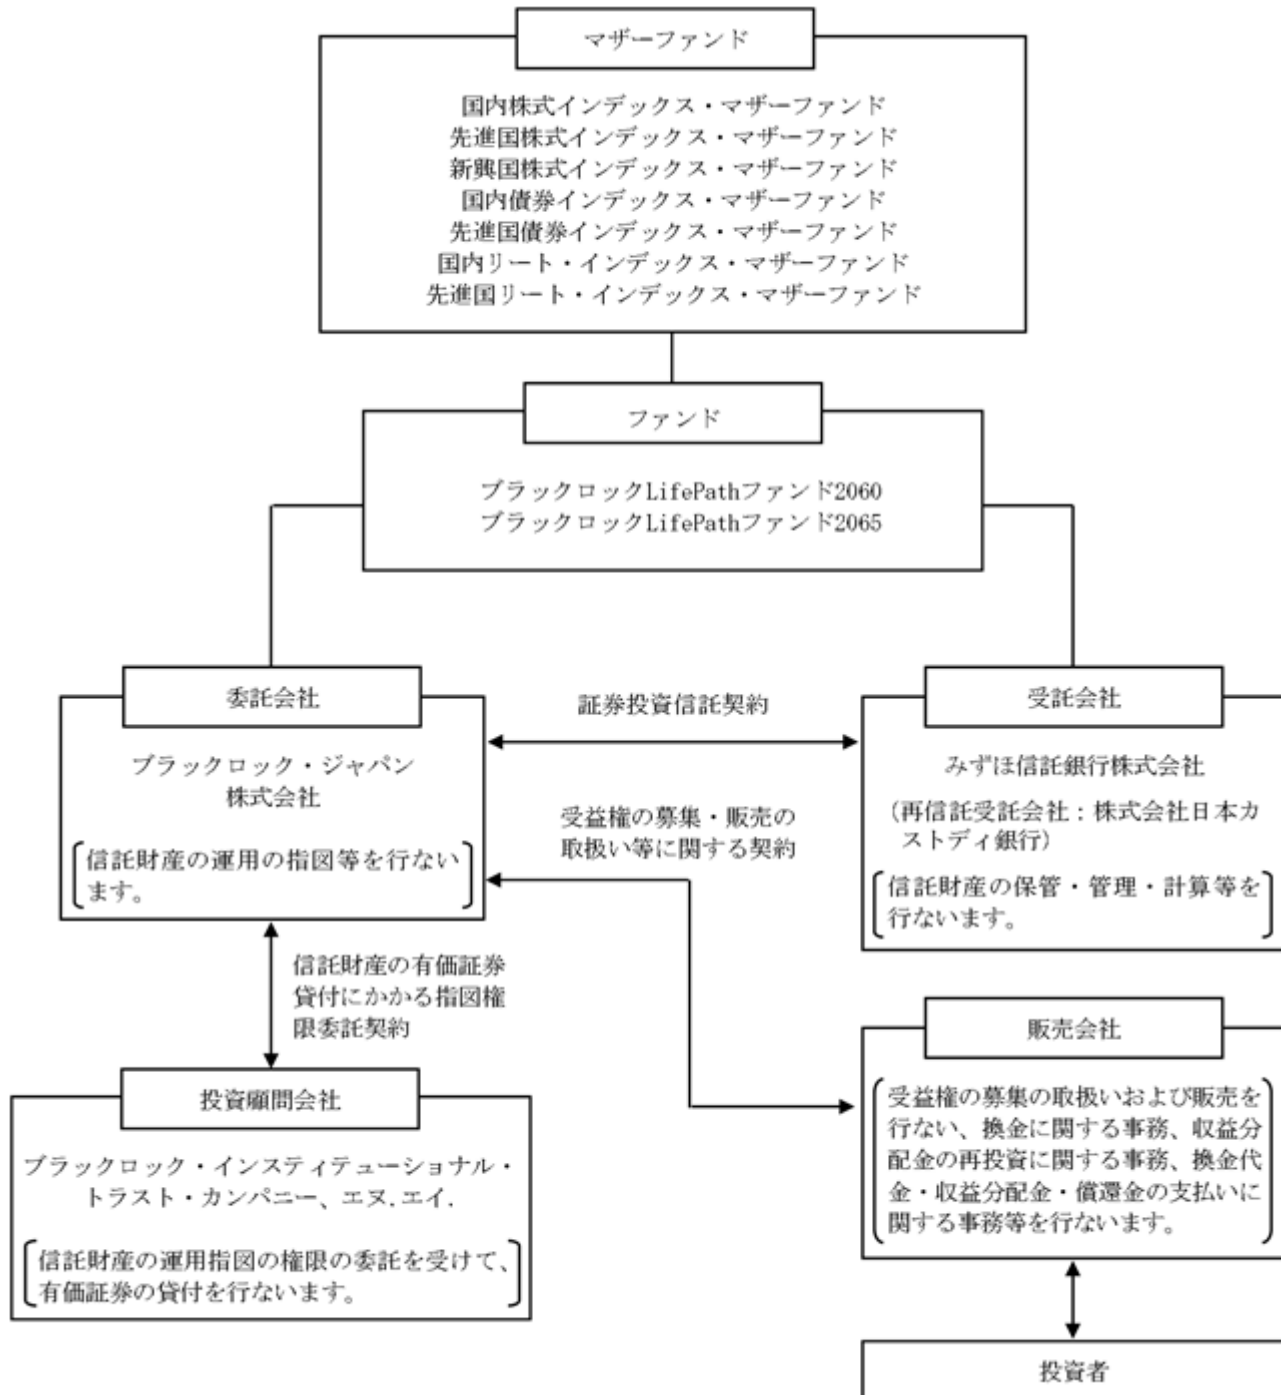 マザーファンド
国内株式インデックス・マザーファンド
先進国株式インデックス・マザーファンド
新興国株式インデックス・マザーファンド
国内債券インデックス・マザーファンド
先進国債券インデックス・マザーファンド
国内リート・インデックス・マザーファンド
先進国リート・インデックス・マザーファンド
ファンド
ブラックロックLifePathファンド2060
ブラックロックLifePathファンド2065
委託会社
ブラックロック・ジャパン
株式会社
信託財産の運用の指図等を行ない
ます。
証券投資信託契約
受益権の募集・販売の
取扱い等に関する契約
受託会社
みずほ信託銀行株式会社
(再信託受託会社:株式会社日本カ
ストディ銀行)
信託財産の保管・管理・計算等を
行ないます。
信託財産の有価証券
貸付にかかる指図権
限委託契約
投資顧問会社
ブラックロック・インスティテューショナル・
トラスト・カンパニー、エヌ.エイ.
信託財産の運用指図の権限の委託を受けて、
有価証券の貸付を行ないます。
販売会社
受益権の募集の取扱いおよび販売を
行ない、換金に関する事務、収益分
配金の再投資に関する事務、換金代
金・収益分配金・償還金の支払いに
関する事務等を行ないます。
投資者